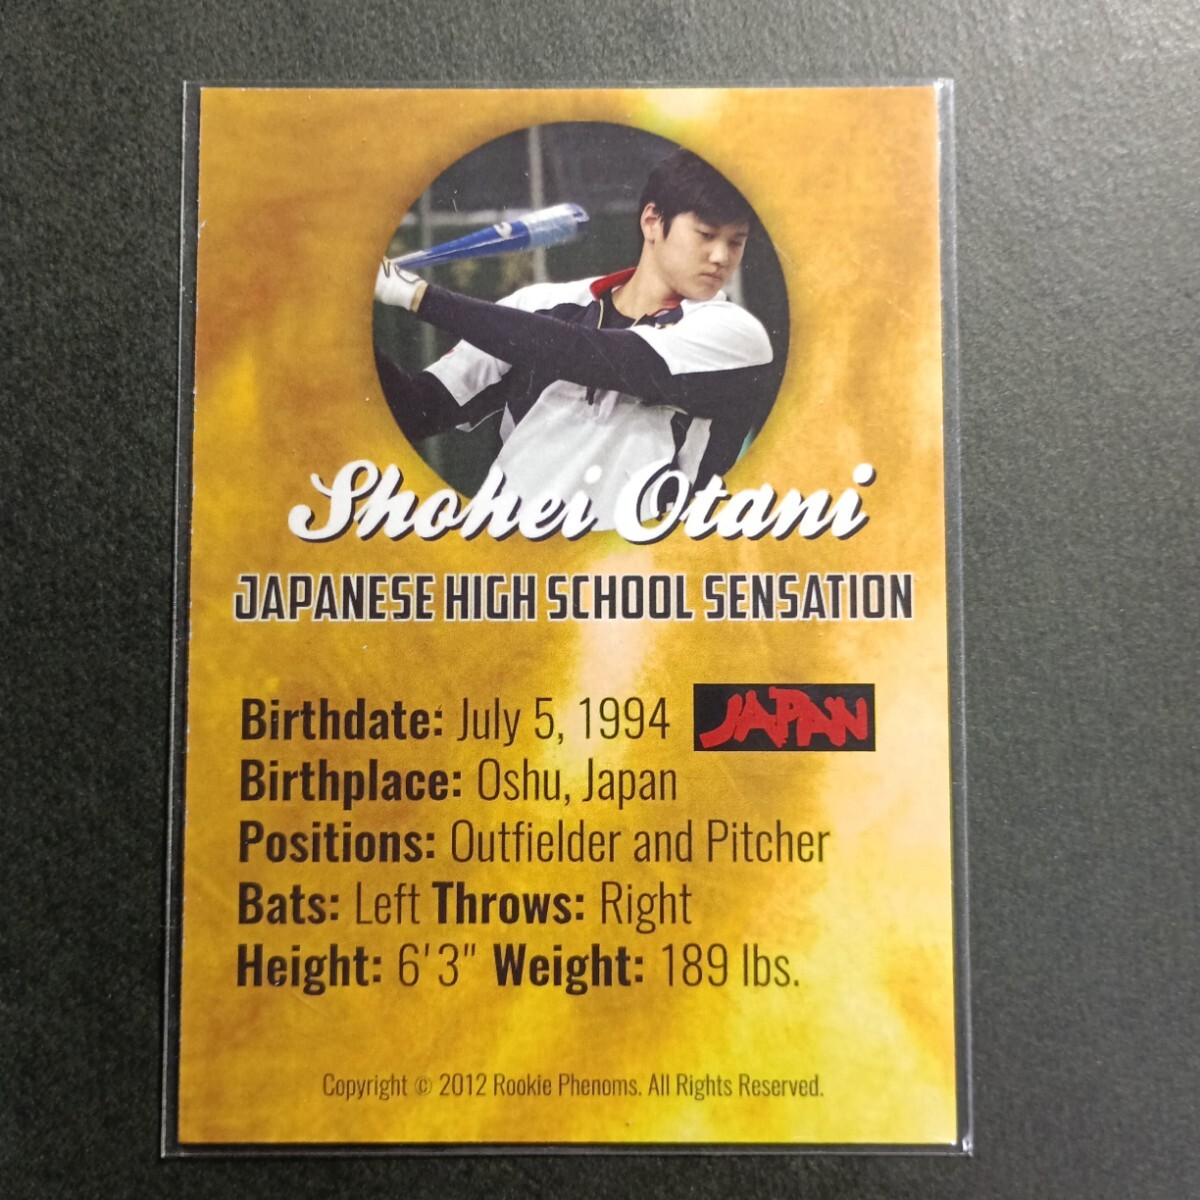 Shohei Otani
JAPANESE HIGH SCHOOL SENSATION
Birthdate: July 5, 1994 JAPAN
Birthplace: Oshu, Japan
Positions: Outfielder and Pitcher
Bats: Left Throws: Right
Height: 6'3" Weight: 189 lbs.
Copyright © 2012 Rookie Phenoms. All Rights Reserved.